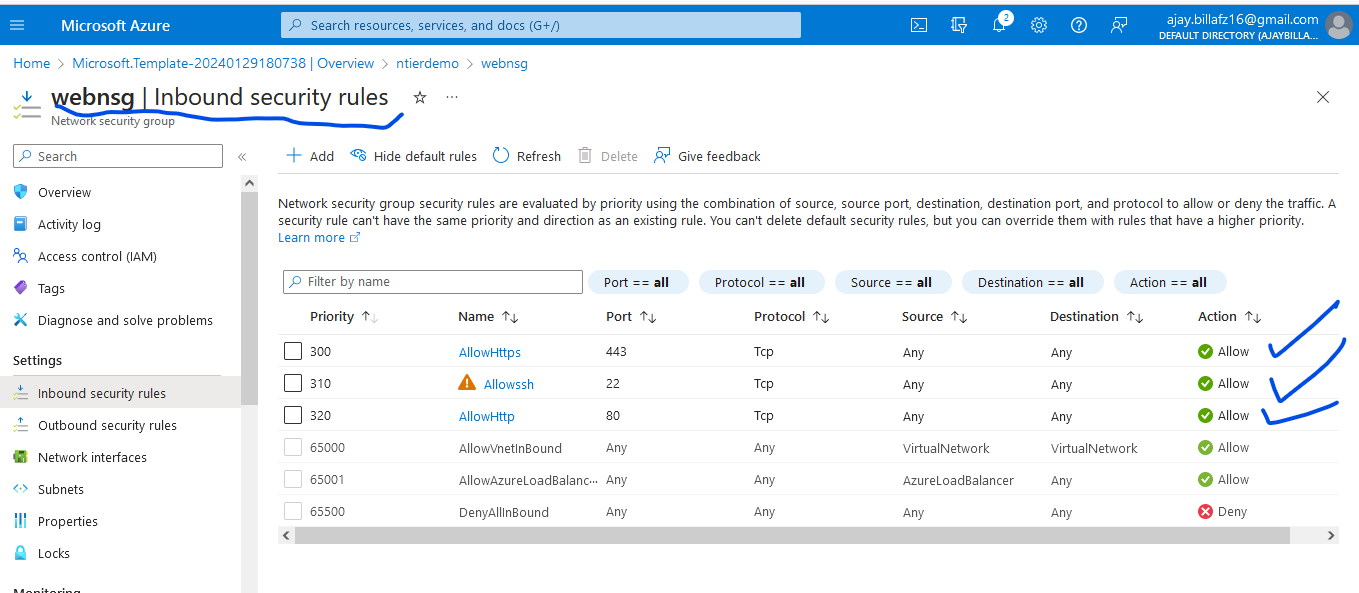 Microsoft Azure
Search resources, services, and docs (G+/)
2
ajay.billafz16@gmail.com
DEFAULT DIRECTORY (AJAYBILLA...
Home > Microsoft.Template-20240129180738 | Overview > ntierdemo > webnsg
webnsg | Inbound security rules
Network security group
Search
Overview
Activity log
Access control (IAM)
Tags
Diagnose and solve problems
Settings
Inbound security rules
Outbound security rules
Network interfaces
Subnets
Properties
Locks
Monitoring
Add Hide default rules Refresh Delete Give feedback
Network security group security rules are evaluated by priority using the combination of source, source port, destination, destination port, and protocol to allow or deny the traffic. A
security rule can't have the same priority and direction as an existing rule. You can't delete default security rules, but you can override them with rules that have a higher priority.
Learn more
Filter by name Port == all Protocol == all Source == all Destination == all Action == all
Priority Name Port Protocol Source Destination Action
300 AllowHttps 443 Tcp Any Any Allow
310 Allowssh 22 Tcp Any Any Allow
320 AllowHttp 80 Tcp Any Any Allow
65000 AllowVnetInBound Any Any VirtualNetwork VirtualNetwork Allow
65001 AllowAzureLoadBalanc... Any Any AzureLoadBalancer Any Allow
65500 DenyAllInBound Any Any Any Any Deny